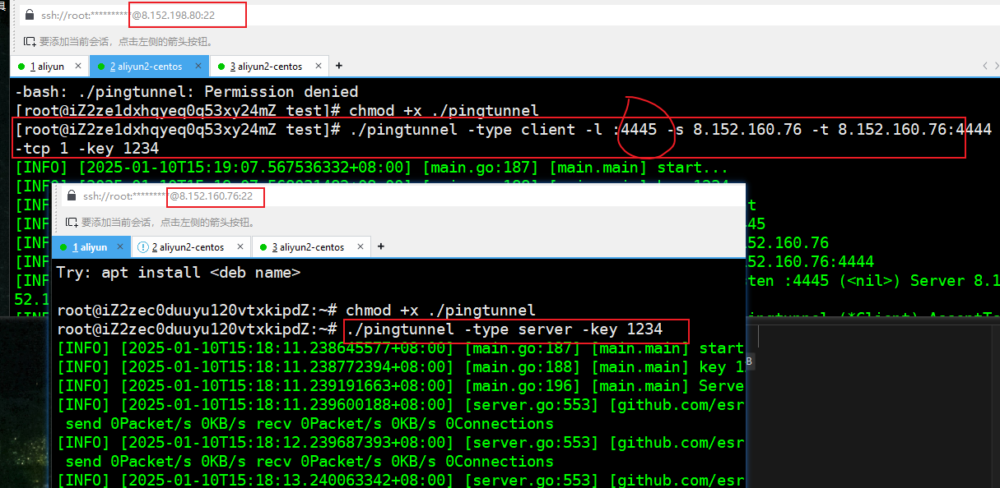 ssh://root:*********@8.152.198.80:22
要添加当前会话，点击左侧的箭头按钮。
1 aliyun × 2 aliyun2-centos × 3 aliyun2-centos × +
-bash: ./pingtunnel: Permission denied
[root@iZ2ze1dxhqyeq0q53xy24mZ test]# chmod +x ./pingtunnel
[root@iZ2ze1dxhqyeq0q53xy24mZ test]# ./pingtunnel -type client -l :4445 -s 8.152.160.76 -t 8.152.160.76:4444
-tcp 1 -key 1234
[INFO] [2025-01-10T15:19:07.567536332+08:00] [main.go:187] [main.main] start...
[INF
[INF t
[INF 45
[INF 52.160.76
[INF 52.160.76:4444
[INF ten :4445 (<nil>) Server 8.1
52.1
ssh://root:*********@8.152.160.76:22
要添加当前会话，点击左侧的箭头按钮。
1 aliyun × 2 aliyun2-centos × 3 aliyun2-centos × +
Try: apt install <deb name>
root@iZ2zec0duuyu120vtxkipdZ:~# chmod +x ./pingtunnel
root@iZ2zec0duuyu120vtxkipdZ:~# ./pingtunnel -type server -key 1234
[INFO] [2025-01-10T15:18:11.238645577+08:00] [main.go:187] [main.main] start
[INFO] [2025-01-10T15:18:11.238772394+08:00] [main.go:188] [main.main] key 1
[INFO] [2025-01-10T15:18:11.239191663+08:00] [main.go:196] [main.main] Serve
[INFO] [2025-01-10T15:18:11.239600188+08:00] [server.go:553] [github.com/esr
send 0Packet/s 0KB/s recv 0Packet/s 0KB/s 0Connections
[INFO] [2025-01-10T15:18:12.239687393+08:00] [server.go:553] [github.com/esr
send 0Packet/s 0KB/s recv 0Packet/s 0KB/s 0Connections
[INFO] [2025-01-10T15:18:13.240063342+08:00] [server.go:553] [github.com/esr